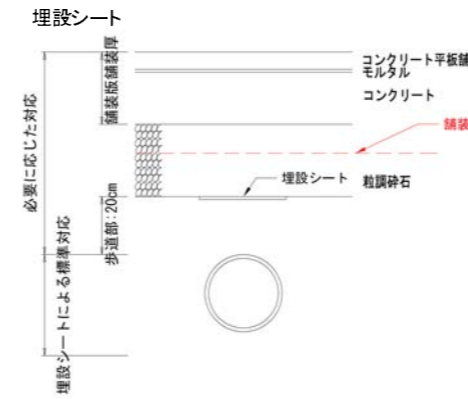 埋設シート
コンクリート平板舗
モルタル
コンクリート
舗装
埋設シート
粒調砕石
舗装版舗装厚
歩道部:20cm
必要に応じた対応
埋設シートによる標準対応